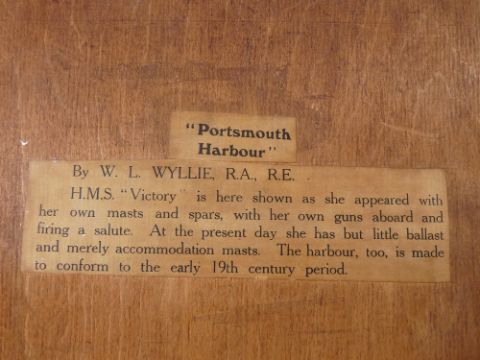 "Portsmouth
Harbour"
By W. L. WYLLIE, R.A., R.E.
H.M.S. "Victory" is here shown as she appeared with
her own masts and spars, with her own guns aboard and
firing a salute. At the present day she has but little ballast
and merely accommodation masts. The harbour, too, is made
to conform to the early 19th century period.